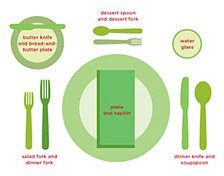 dessert spoon
and dessert fork
butter knife
and bread-and-
butter plate
water
glass
plate
and napkin
salad fork and
dinner fork
dinner knife and
soupspoon